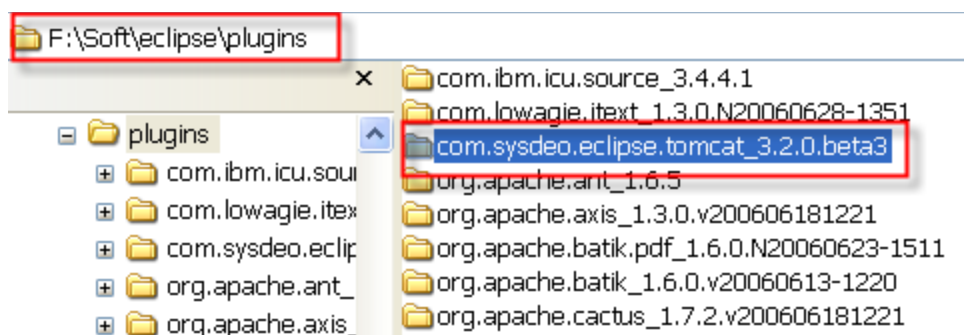 F:\Soft\eclipse\plugins
x
plugins
com.ibm.icu.sou
com.lowagie.itex
com.sysdeo.eclip
org.apache.ant_
org.apache.axis_
com.ibm.icu.source_3.4.4.1
com.lowagie.itext_1.3.0.N20060628-1351
com.sysdeo.eclipse.tomcat_3.2.0.beta3
org.apache.ant_1.6.5
org.apache.axis_1.3.0.v200606181221
org.apache.batik.pdf_1.6.0.N20060623-1511
org.apache.batik_1.6.0.v20060613-1220
org.apache.cactus_1.7.2.v200606181221